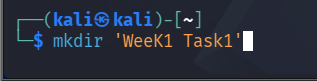 ┌──(kali㉿kali)-[~]
└─$ mkdir 'WeeK1 Task1'